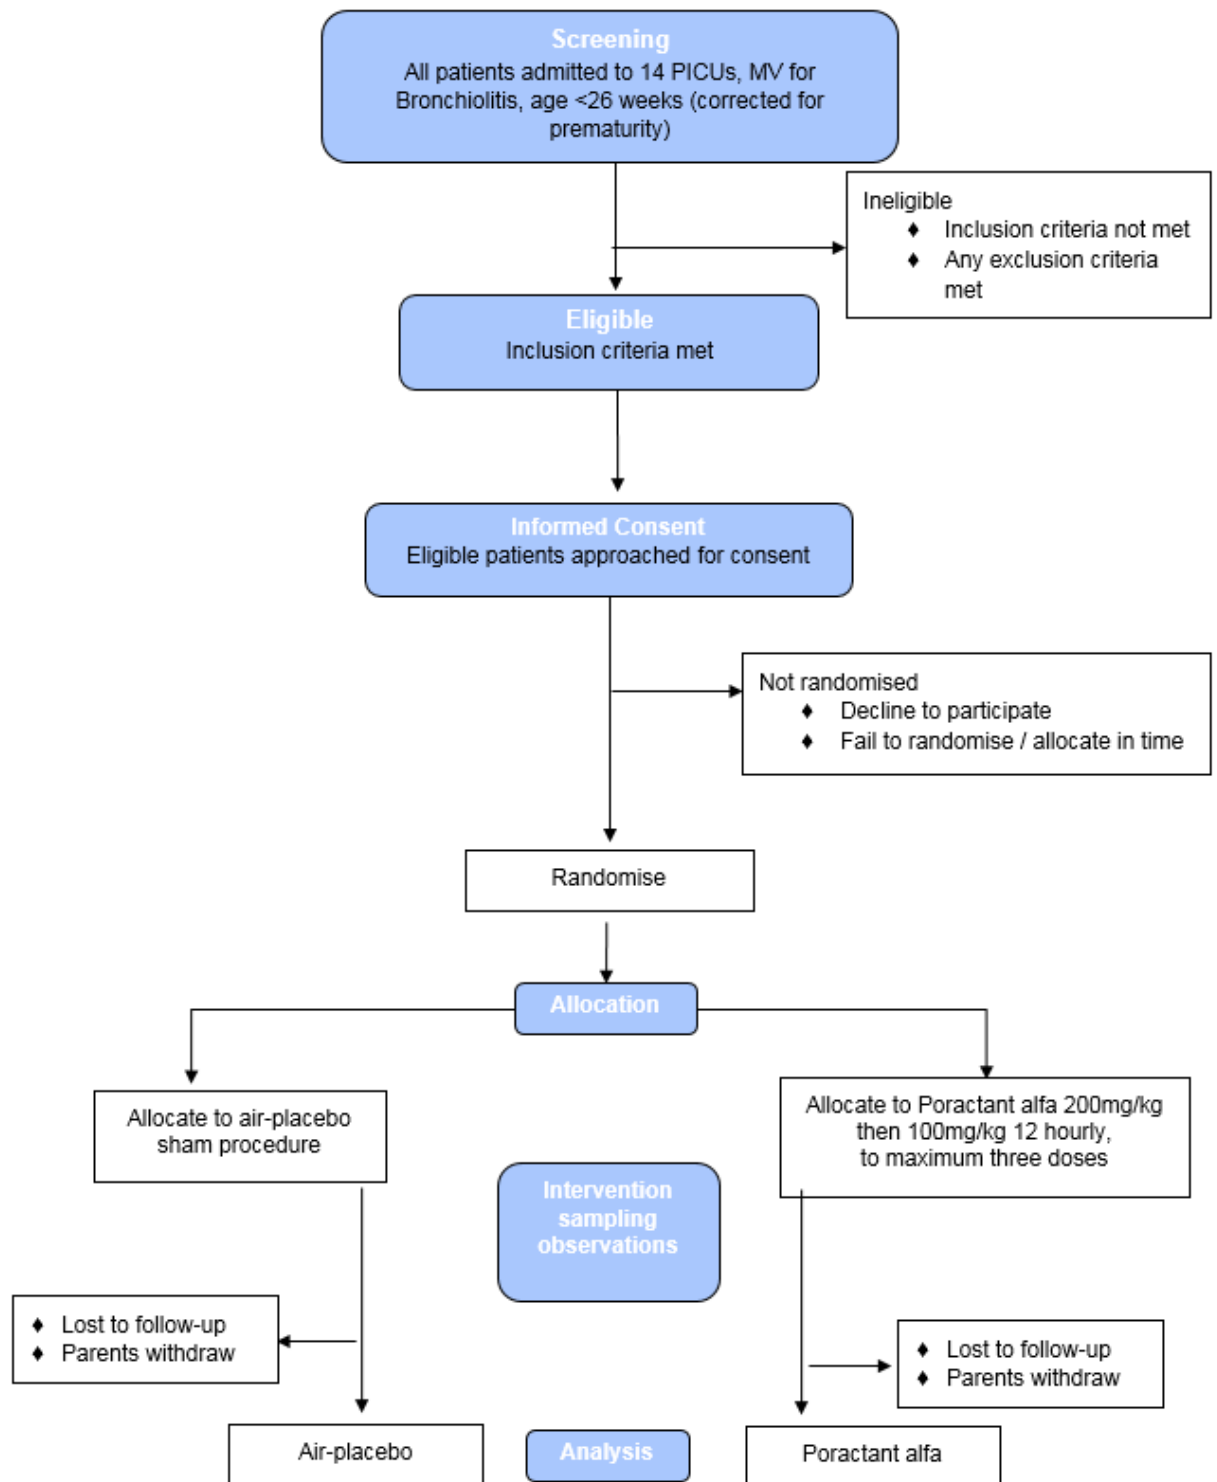 Screening
All patients admitted to 14 PICUs, MV for
Bronchiolitis, age <26 weeks (corrected for
prematurity)
Ineligible
♦ Inclusion criteria not met
♦ Any exclusion criteria
met
Eligible
Inclusion criteria met
Informed Consent
Eligible patients approached for consent
Not randomised
♦ Decline to participate
♦ Fail to randomise / allocate in time
Randomise
Allocation
Allocate to air-placebo
sham procedure
Allocate to Poractant alfa 200mg/kg
then 100mg/kg 12 hourly,
to maximum three doses
Intervention
sampling
observations
♦ Lost to follow-up
♦ Parents withdraw
♦ Lost to follow-up
♦ Parents withdraw
Air-placebo
Analysis
Poractant alfa